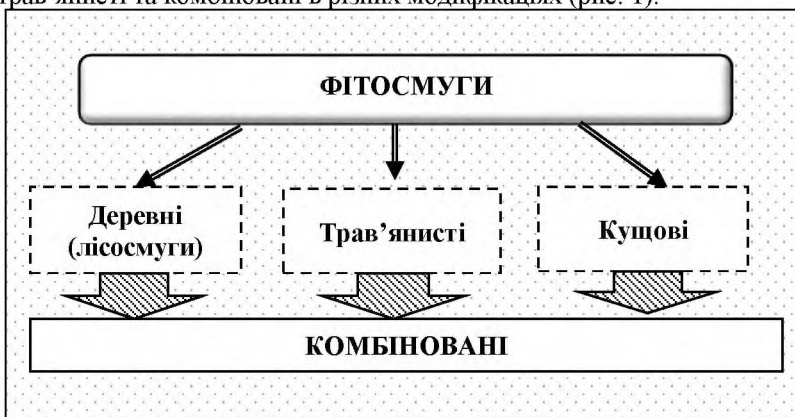 трав’янисті та комбіновані в різних модифікаціях (рис. 1).
ФІТОСМУГИ
Деревні
(лісосмуги)
Трав’янисті
Кущові
КОМБІНОВАНІ